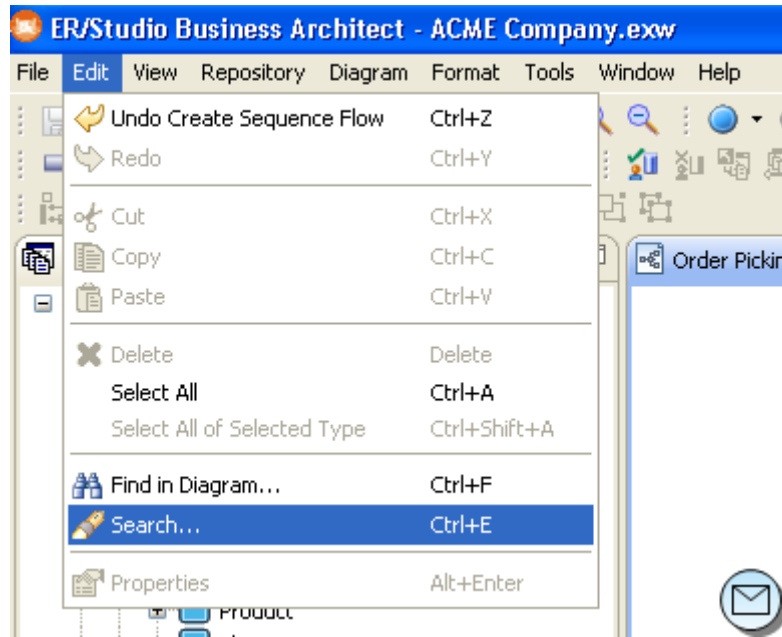 ER/Studio Business Architect - ACME Company.exw
File Edit View Repository Diagram Format Tools Window Help
Undo Create Sequence Flow Ctrl+Z
Redo Ctrl+Y
Cut Ctrl+X
Copy Ctrl+C
Paste Ctrl+V
Order Pickin
Delete Delete
Select All Ctrl+A
Select All of Selected Type Ctrl+Shift+A
Find in Diagram... Ctrl+F
Search... Ctrl+E
Properties Alt+Enter
Product